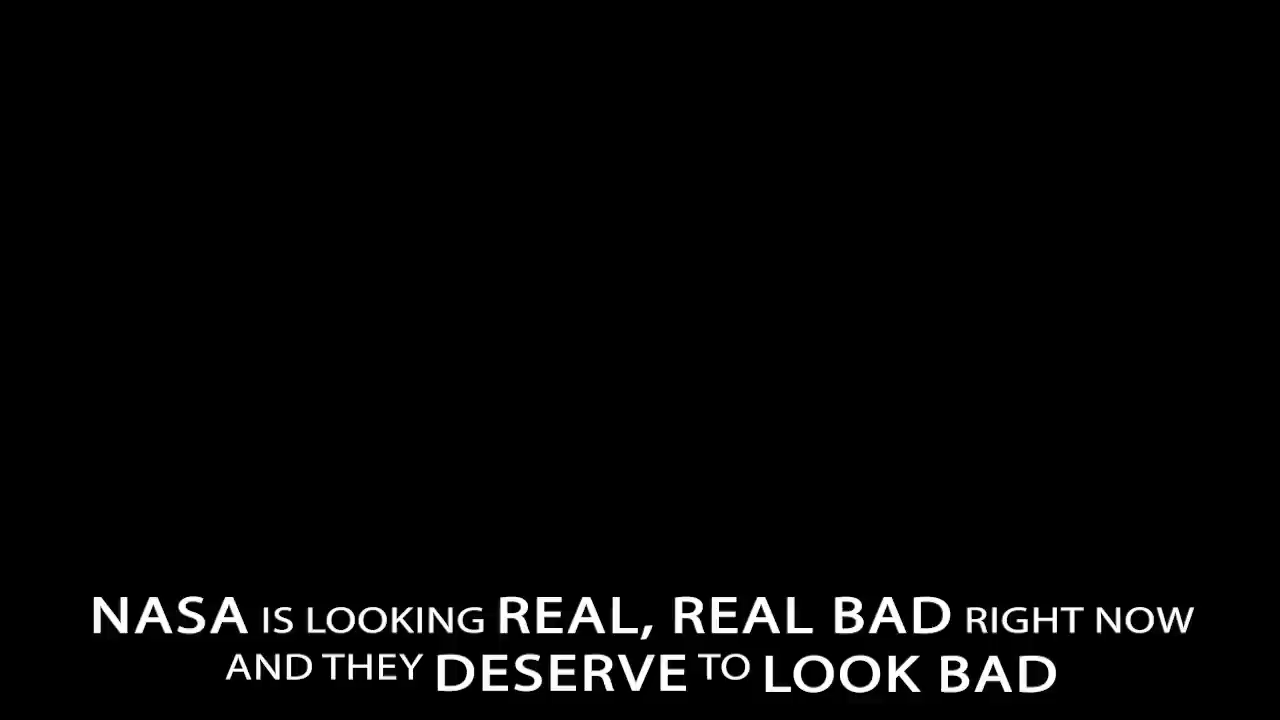 NASA IS LOOKING REAL, REAL BAD RIGHT NOW
AND THEY DESERVE TO LOOK BAD